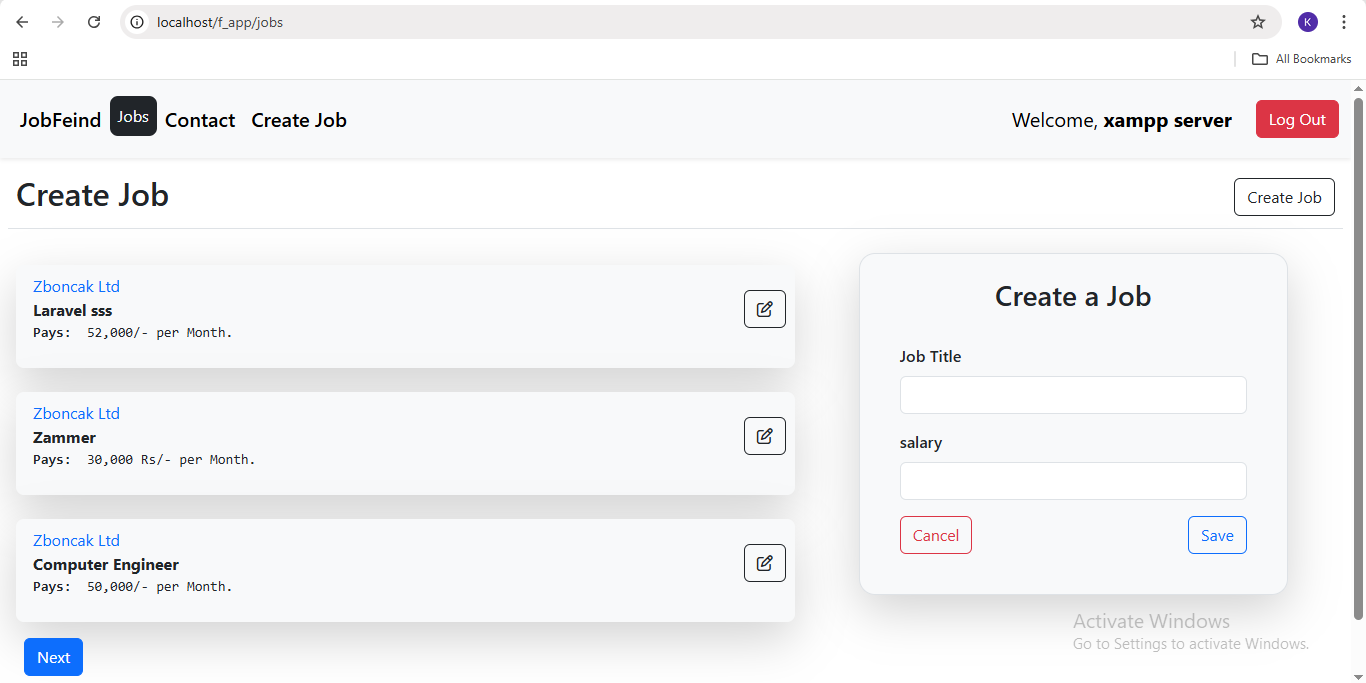 localhost/f_app/jobs
K
All Bookmarks
JobFeind Jobs Contact Create Job Welcome, xampp server Log Out
Create Job Create Job
Zboncak Ltd
Laravel sss
Pays: 52,000/- per Month.
Zboncak Ltd
Zammer
Pays: 30,000 Rs/- per Month.
Zboncak Ltd
Computer Engineer
Pays: 50,000/- per Month.
Next
Create a Job
Job Title
salary
Cancel Save
Activate Windows
Go to Settings to activate Windows.